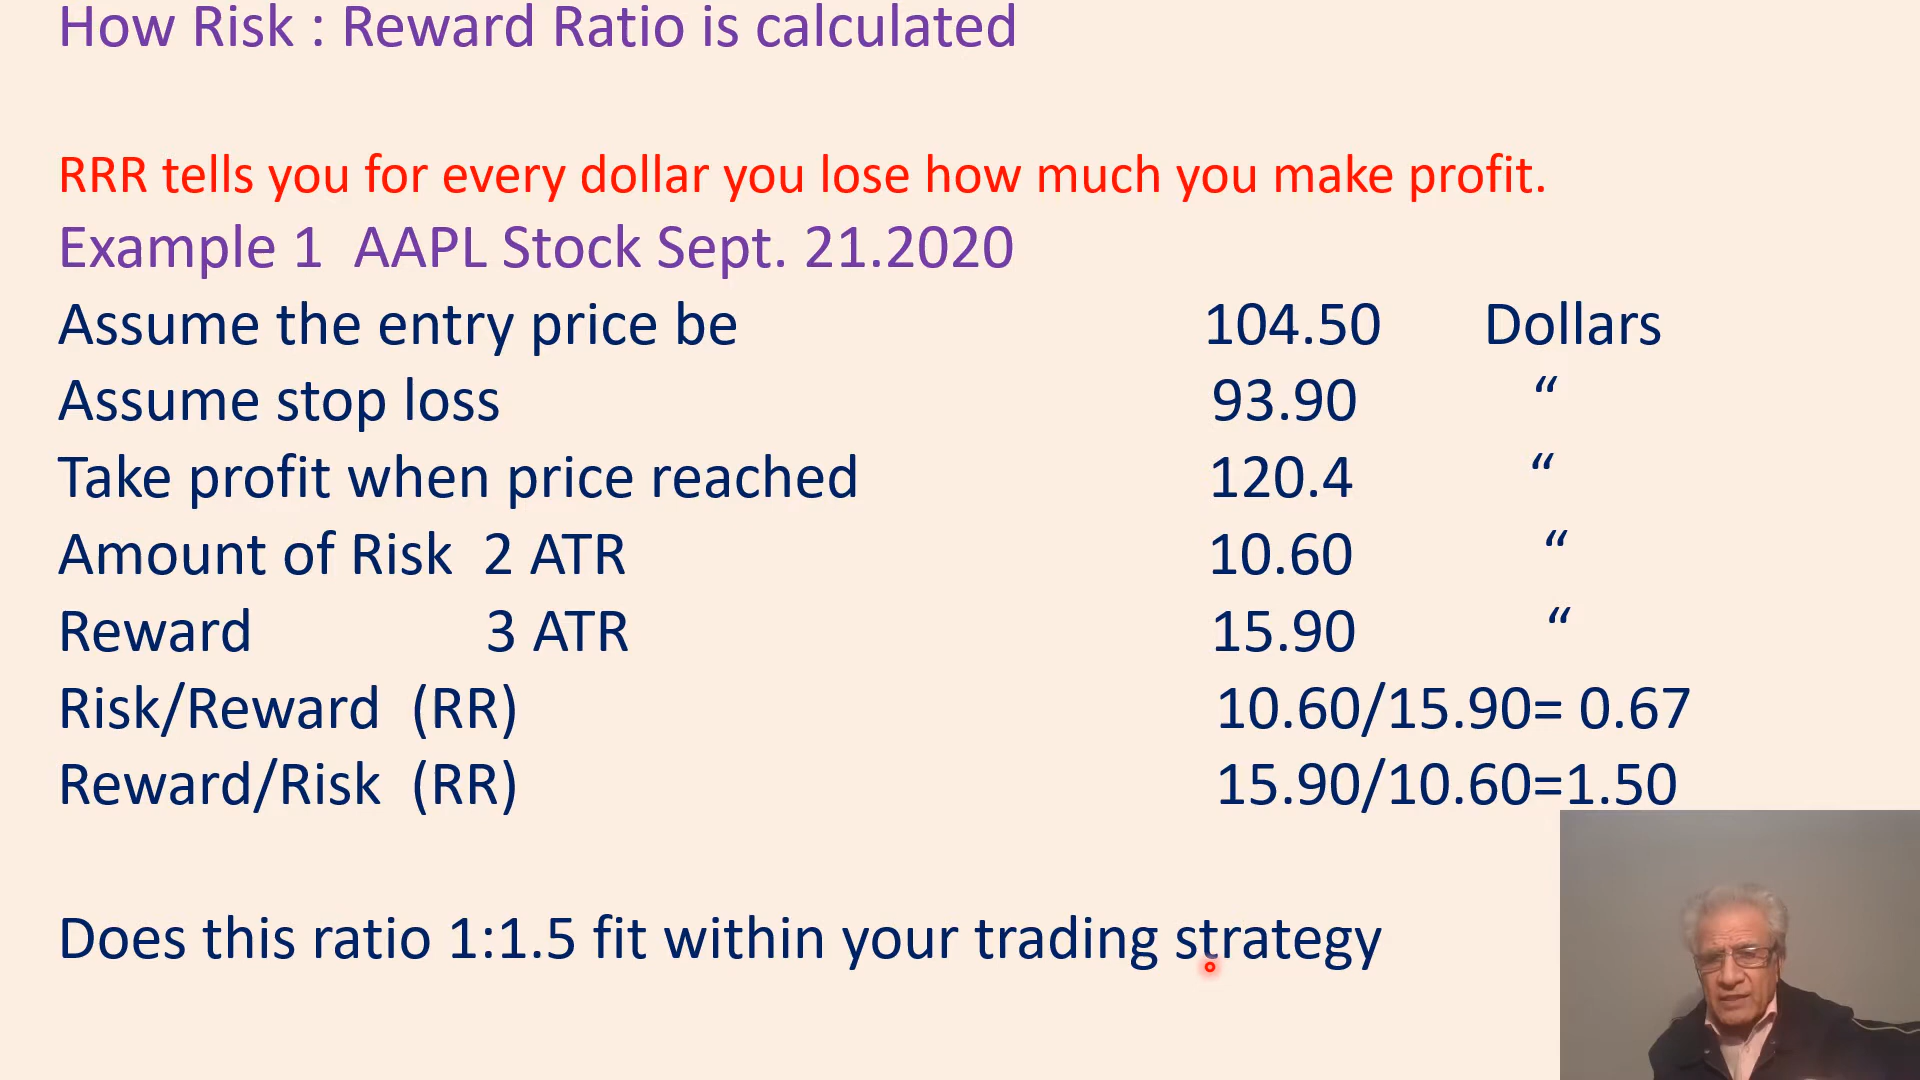 How Risk : Reward Ratio is calculated
RRR tells you for every dollar you lose how much you make profit.
Example 1 AAPL Stock Sept. 21.2020
Assume the entry price be 104.50 Dollars
Assume stop loss 93.90 “
Take profit when price reached 120.4 “
Amount of Risk 2 ATR 10.60 “
Reward 3 ATR 15.90 “
Risk/Reward (RR) 10.60/15.90= 0.67
Reward/Risk (RR) 15.90/10.60=1.50
Does this ratio 1:1.5 fit within your trading strategy